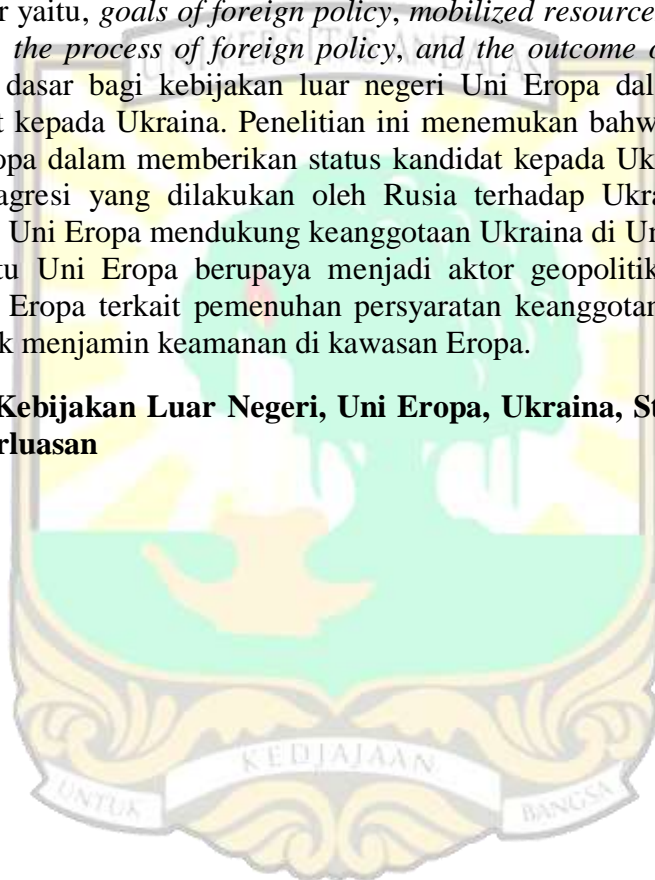 r yaitu, goals of foreign policy, mobilized resource
the process of foreign policy, and the outcome o
UNIVERSITAS ANDALAS
dasar bagi kebijakan luar negeri Uni Eropa dal
t kepada Ukraina. Penelitian ini menemukan bahw
opa dalam memberikan status kandidat kepada Uk
agresi yang dilakukan oleh Rusia terhadap Ukra
Uni Eropa mendukung keanggotaan Ukraina di Un
tu Uni Eropa berupaya menjadi aktor geopolitik
Eropa terkait pemenuhan persyaratan keanggotan
k menjamin keamanan di kawasan Eropa.
Kebijakan Luar Negeri, Uni Eropa, Ukraina, St
rluasan
KEDJAJAAN
UNTUK
BANGSA